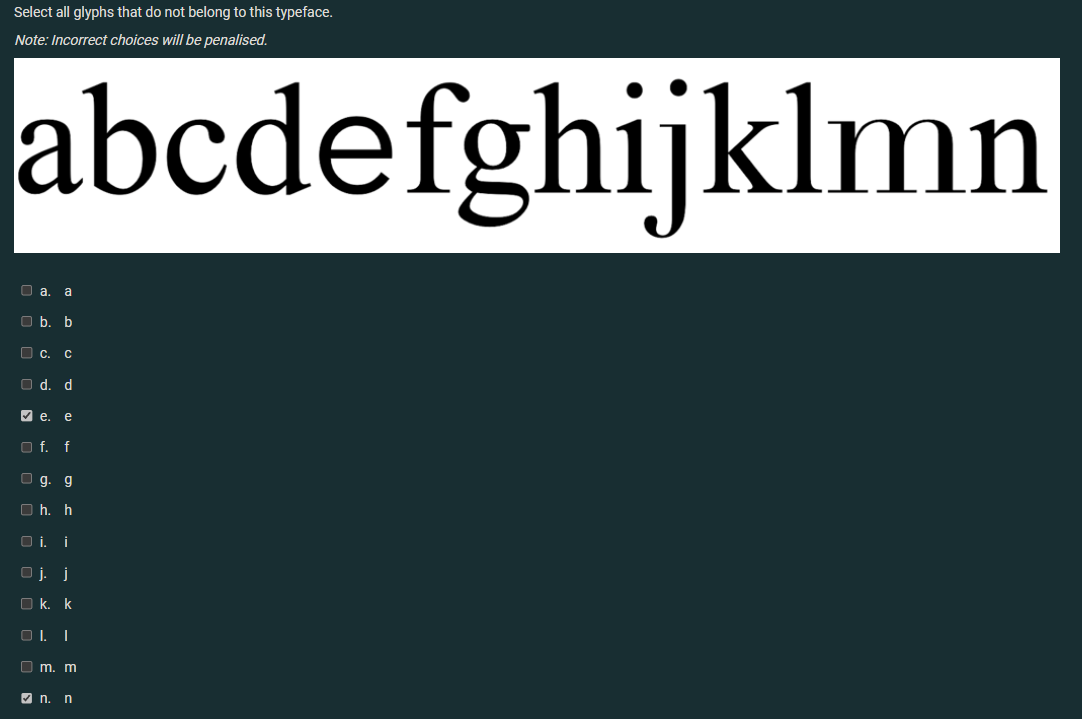 Select all glyphs that do not belong to this typeface.
Note: Incorrect choices will be penalised.
abcdefghijklmn
a. a
b. b
c. c
d. d
e. e
f. f
g. g
h. h
i. i
j. j
k. k
l. l
m. m
n. n